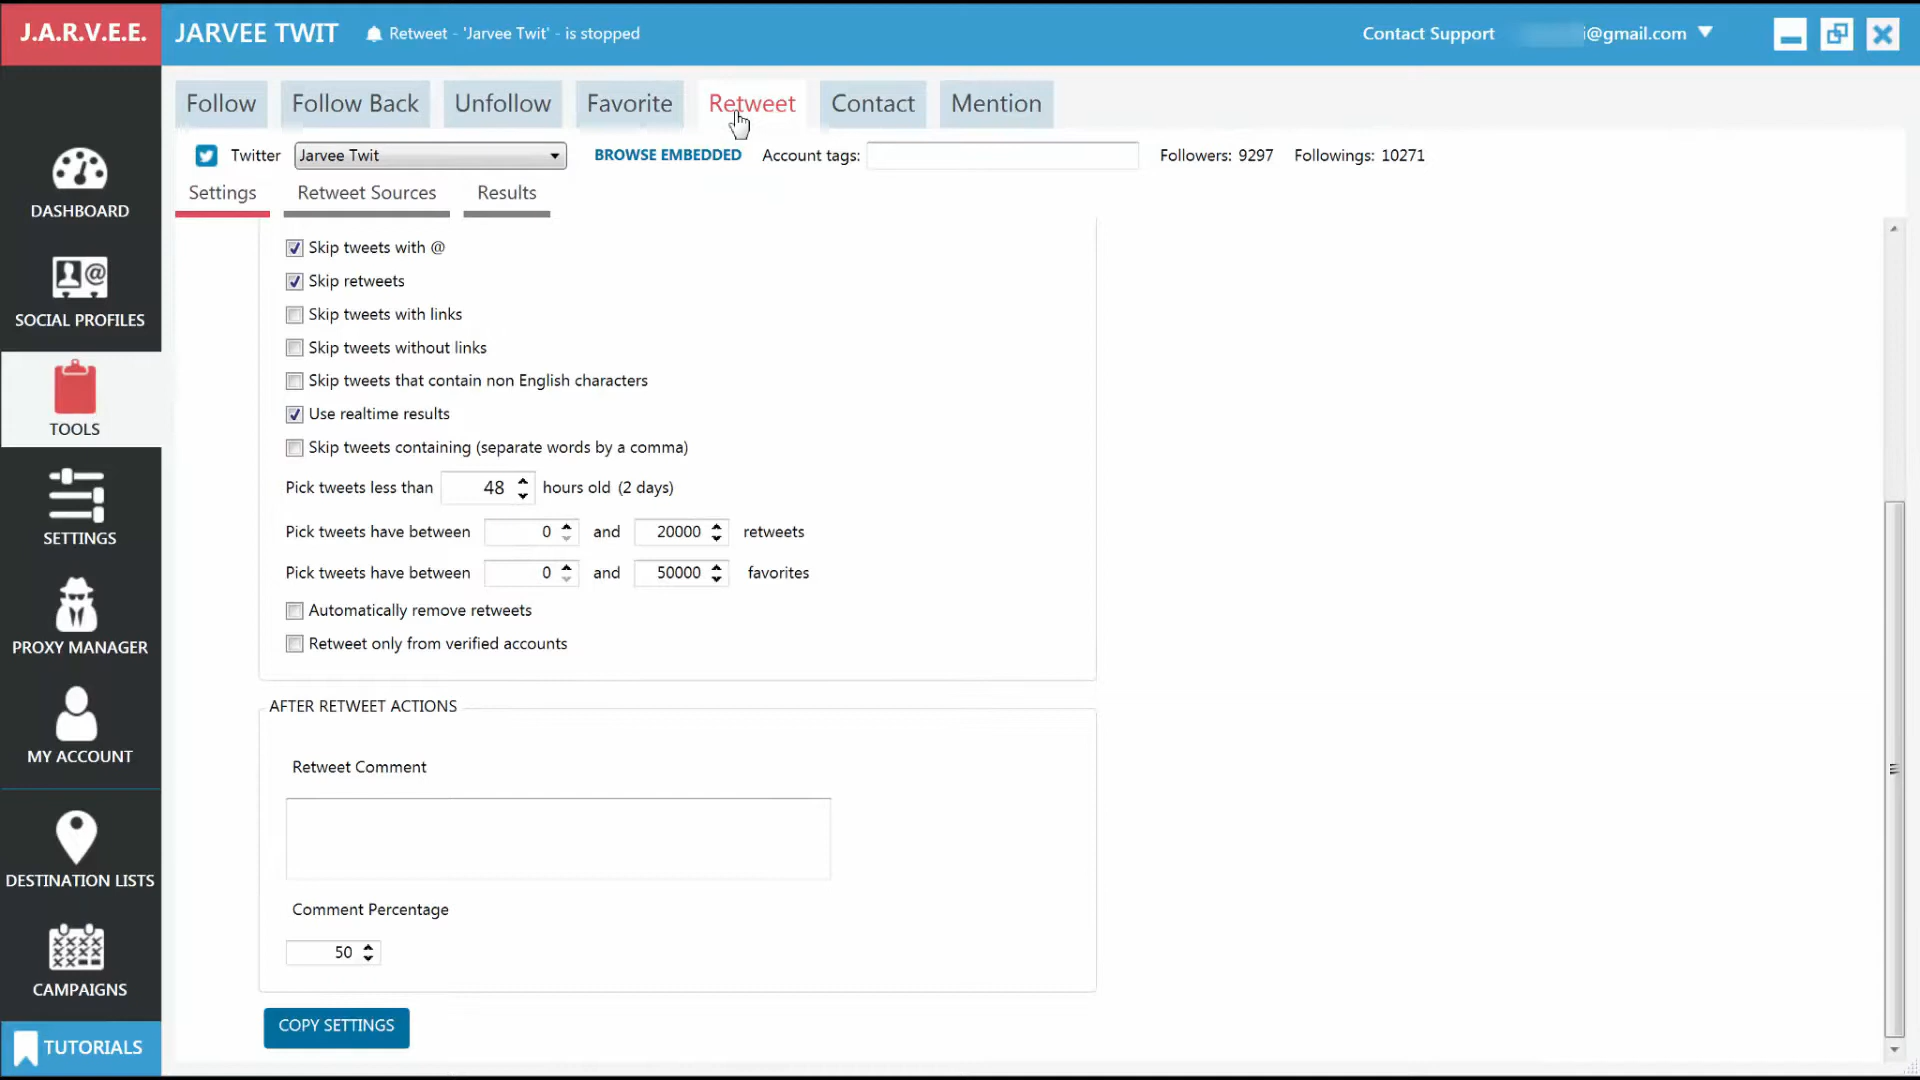 J.A.R.V.E.E.
JARVEE TWIT
Retweet - 'Jarvee Twit' - is stopped
Contact Support
i@gmail.com
Follow
Follow Back
Unfollow
Favorite
Retweet
Contact
Mention
Twitter
Jarvee Twit
BROWSE EMBEDDED
Account tags:
Followers: 9297
Followings: 10271
Settings
Retweet Sources
Results
DASHBOARD
SOCIAL PROFILES
TOOLS
SETTINGS
PROXY MANAGER
MY ACCOUNT
DESTINATION LISTS
CAMPAIGNS
TUTORIALS
Skip tweets with @
Skip retweets
Skip tweets with links
Skip tweets without links
Skip tweets that contain non English characters
Use realtime results
Skip tweets containing (separate words by a comma)
Pick tweets less than 48 hours old (2 days)
Pick tweets have between 0 and 20000 retweets
Pick tweets have between 0 and 50000 favorites
Automatically remove retweets
Retweet only from verified accounts
AFTER RETWEET ACTIONS
Retweet Comment
Comment Percentage
50
COPY SETTINGS